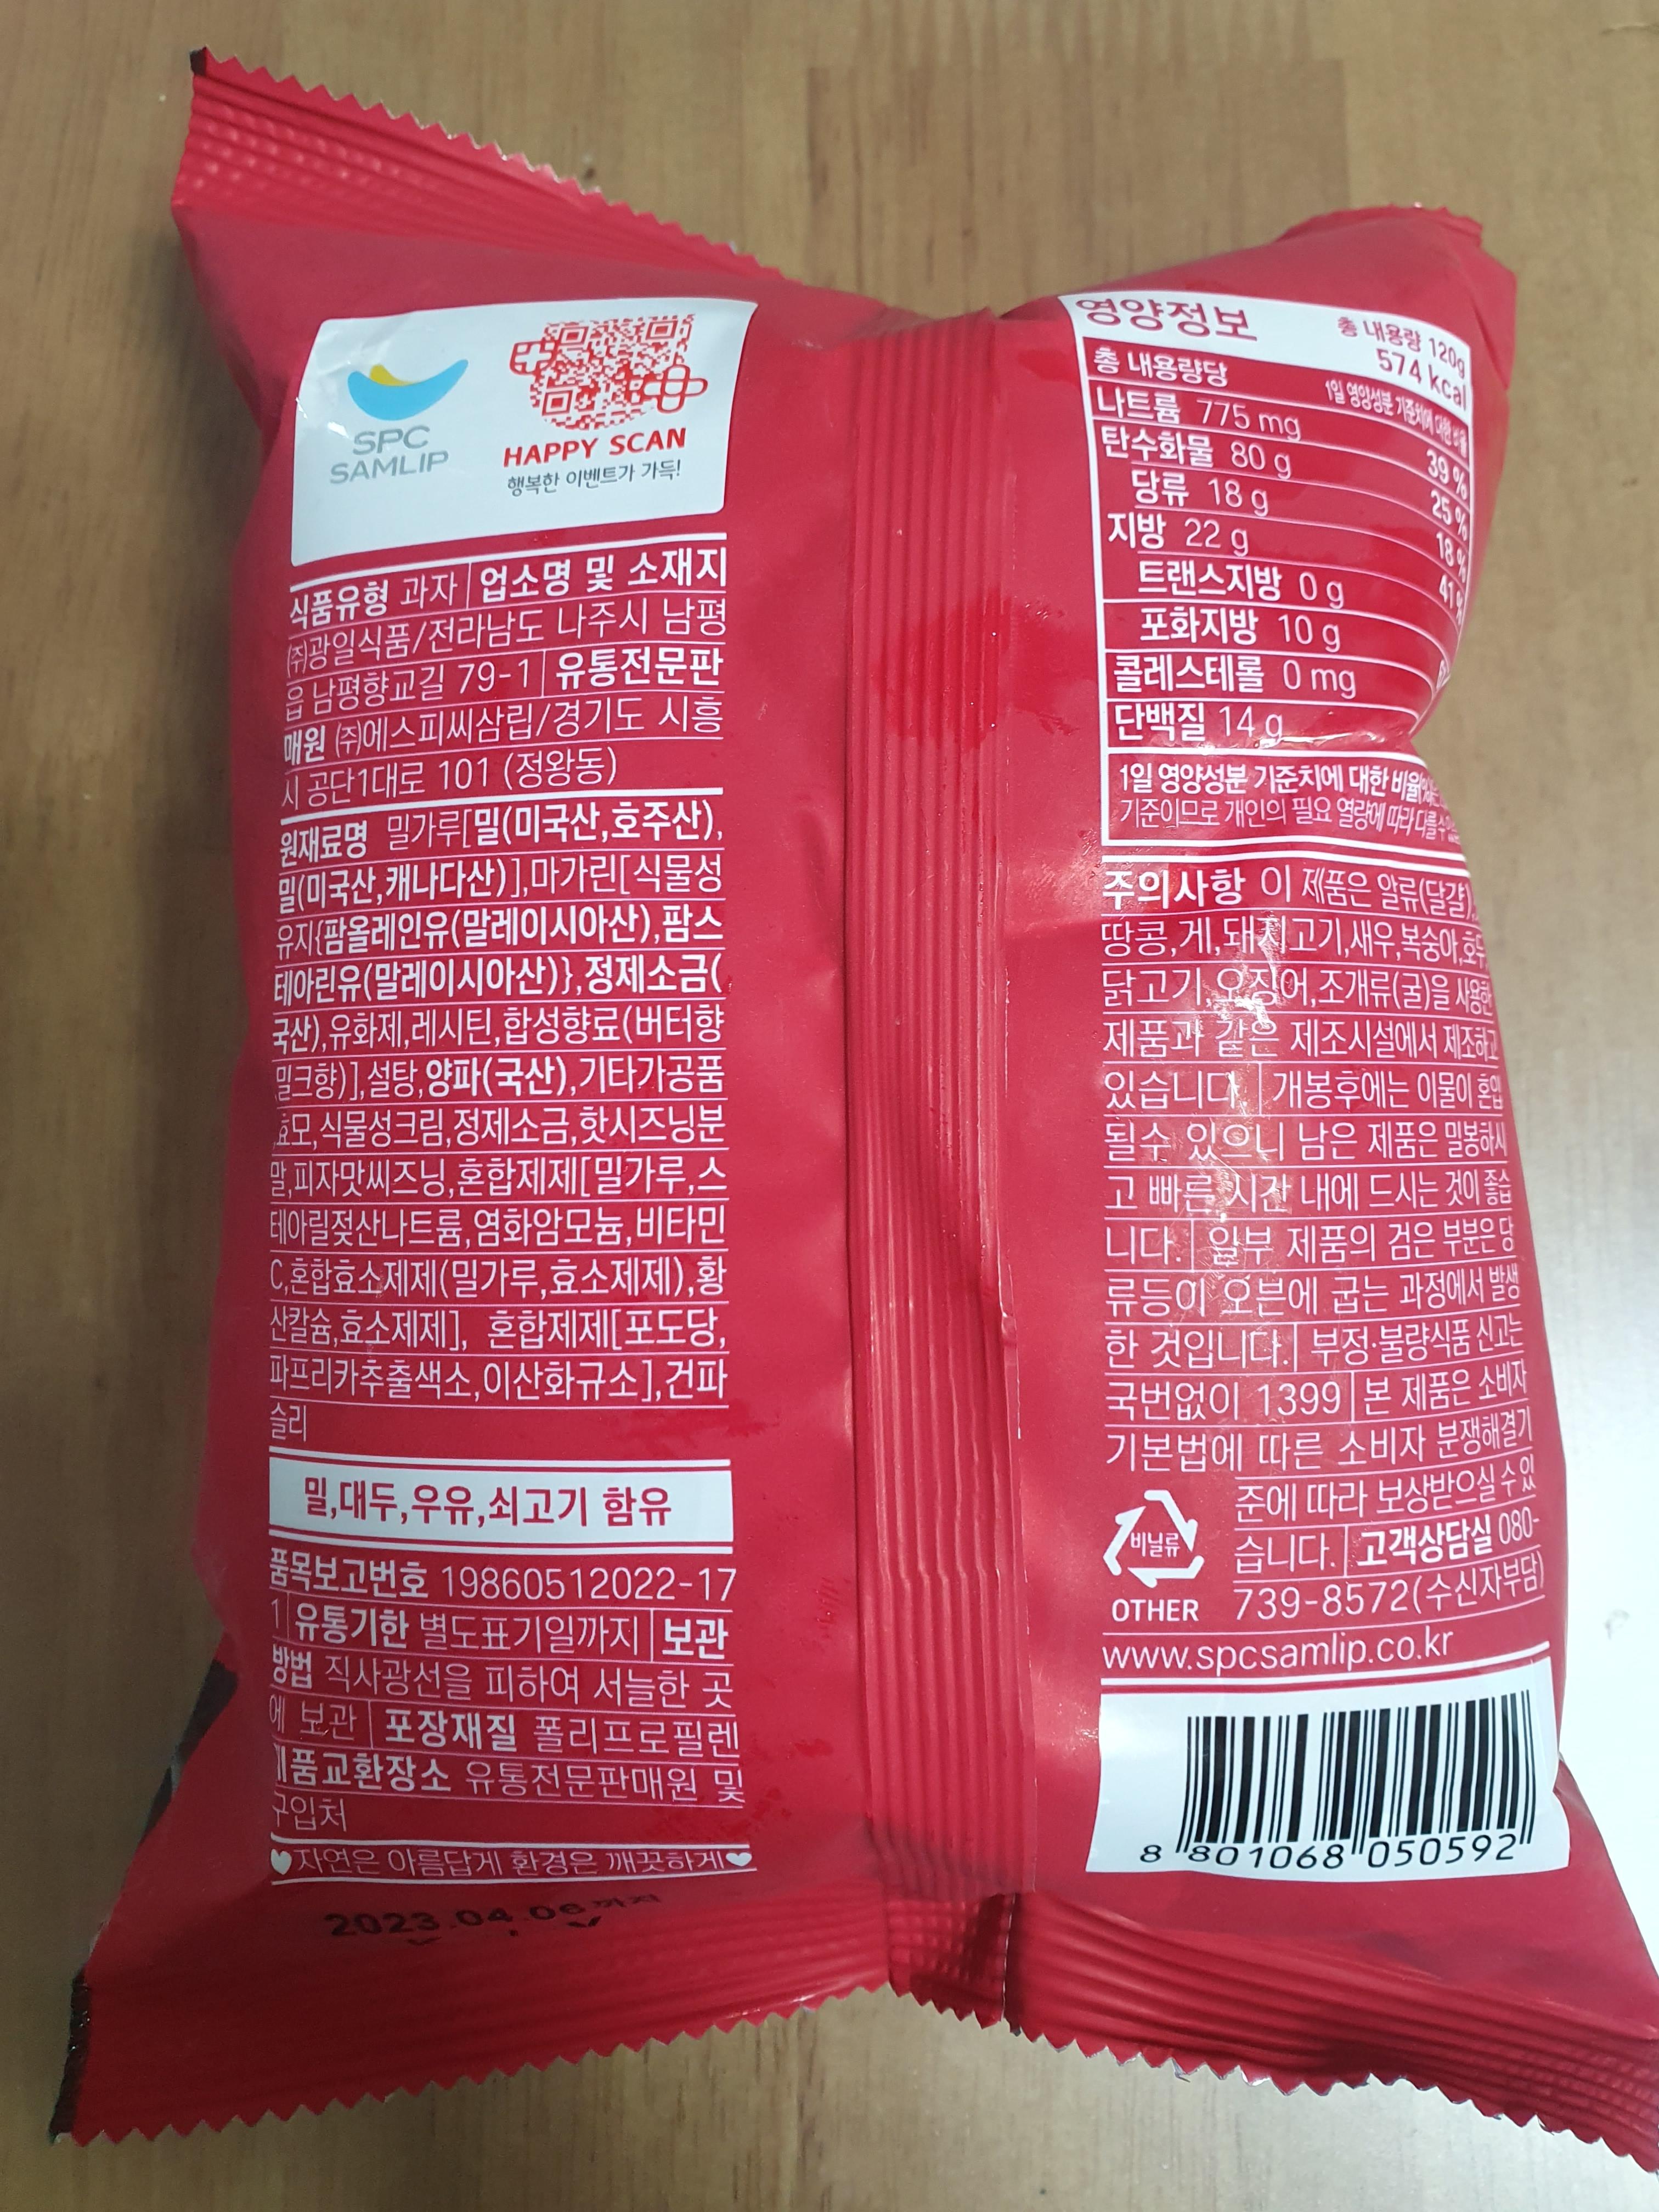 SPC
SAMLIP
HAPPY SCAN
행복한 이벤트가 가득!
식품유형 과자 | 업소명 및 소재지
㈜광일식품/전라남도 나주시 남평
읍 남평향교길 79-1 | 유통전문판
매원 ㈜에스피씨삼립/경기도 시흥
시 공단1대로 101 (정왕동)
원재료명 밀가루[밀(미국산,호주산),
밀(미국산,캐나다산)],마가린[식물성
유지{팜올레인유(말레이시아산),팜스
테아린유(말레이시아산)},정제소금(
국산),유화제,레시틴,합성향료(버터향
밀크향)],설탕,양파(국산),기타가공품
효모,식물성크림,정제소금,핫시즈닝분
말,피자맛씨즈닝,혼합제제[밀가루,스
테아릴젖산나트륨,염화암모늄,비타민
C,혼합효소제제(밀가루,효소제제),황
산칼슘,효소제제], 혼합제제[포도당,
파프리카추출색소,이산화규소],건파
슬리
밀,대두,우유,쇠고기 함유
품목보고번호 19860512022-17
1 | 유통기한 별도표기일까지 | 보관
방법 직사광선을 피하여 서늘한 곳
에 보관 | 포장재질 폴리프로필렌
제품교환장소 유통전문판매원 및
구입처
♥자연은 아름답게 환경은 깨끗하게♥
2023.04.06 까지
영양정보
총 내용량 120g
574 kcal
총 내용량당
1일 영양성분 기준치에 대한 비율
나트륨 775 mg 39 %
탄수화물 80 g 25 %
당류 18 g 18 %
지방 22 g 41 %
트랜스지방 0 g
포화지방 10 g
콜레스테롤 0 mg
단백질 14 g
1일 영양성분 기준치에 대한 비율
기준이므로 개인의 필요 열량에 따라 다를 수
주의사항 이 제품은 알류(달걀),
땅콩,게,돼지고기,새우,복숭아,호두,
닭고기,오징어,조개류(굴)을 사용한
제품과 같은 제조시설에서 제조하고
있습니다. | 개봉후에는 이물이 혼입
될수 있으니 남은 제품은 밀봉하시
고 빠른 시간 내에 드시는 것이 좋습
니다. | 일부 제품의 검은 부분은 당
류등이 오븐에 굽는 과정에서 발생
한 것입니다. | 부정·불량식품 신고는
국번없이 1399 | 본 제품은 소비자
기본법에 따른 소비자 분쟁해결기
준에 따라 보상받으실 수 있
습니다. | 고객상담실 080-
739-8572(수신자부담)
비닐류
OTHER
www.spcsamlip.co.kr
8 801068 050592